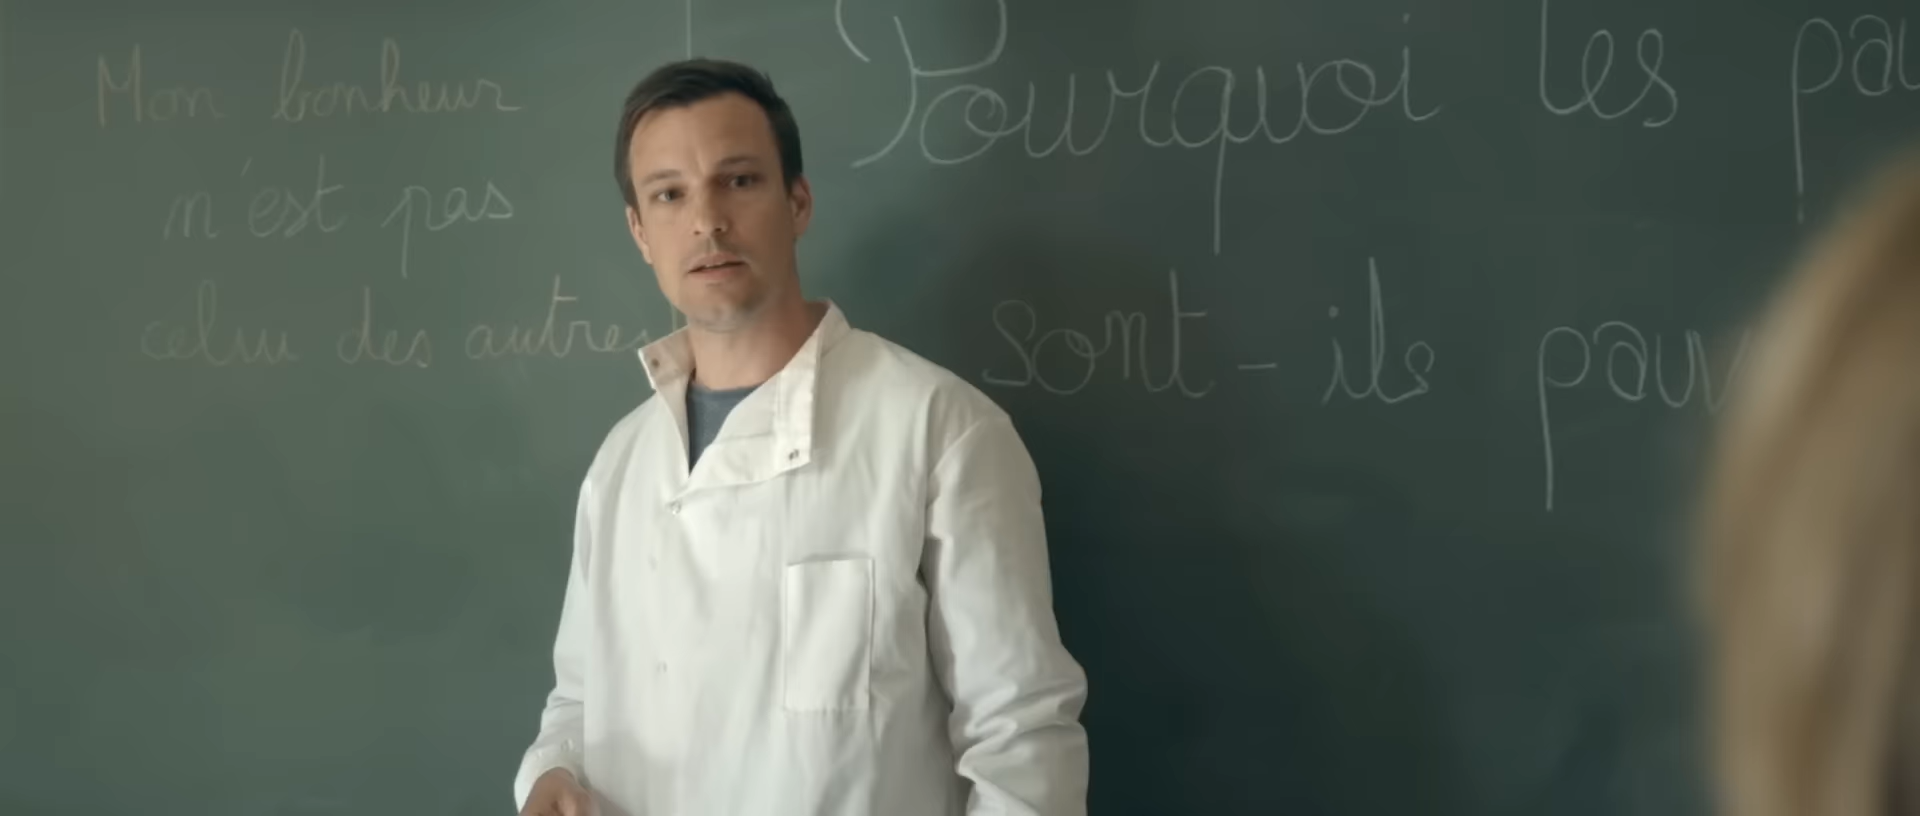 Mon bonheur
n'est pas
celui des autres
Pourquoi les
sont-ils